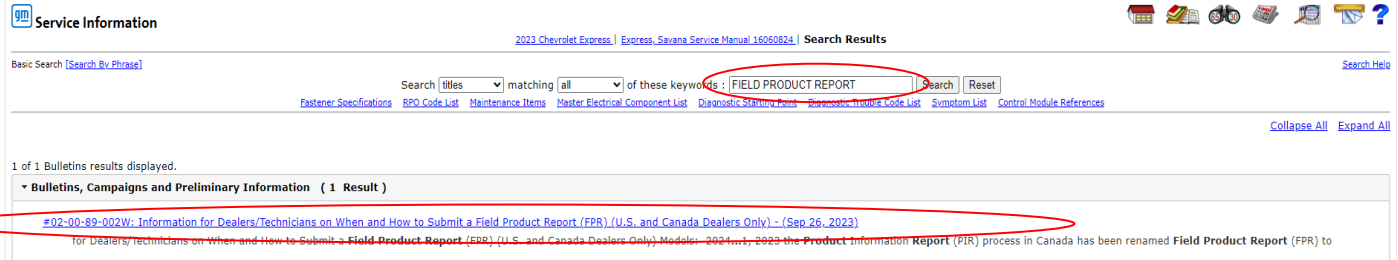 gm Service Information
2023 Chevrolet Express | Express, Savana Service Manual 16060824 | Search Results
Basic Search [Search By Phrase]
Search Help
Search titles matching all of these keywords : FIELD PRODUCT REPORT Search Reset
Fastener Specifications RPO Code List Maintenance Items Master Electrical Component List Diagnostic Starting Point Diagnostic Trouble Code List Symptom List Control Module References
Collapse All Expand All
1 of 1 Bulletins results displayed.
Bulletins, Campaigns and Preliminary Information ( 1 Result )
#02-00-89-002W: Information for Dealers/Technicians on When and How to Submit a Field Product Report (FPR) (U.S. and Canada Dealers Only) - (Sep 26, 2023)
for Dealers/Technicians on When and How to Submit a Field Product Report (FPR) (U.S. and Canada Dealers Only) Models: 2024...1, 2023 the Product Information Report (PIR) process in Canada has been renamed Field Product Report (FPR) to